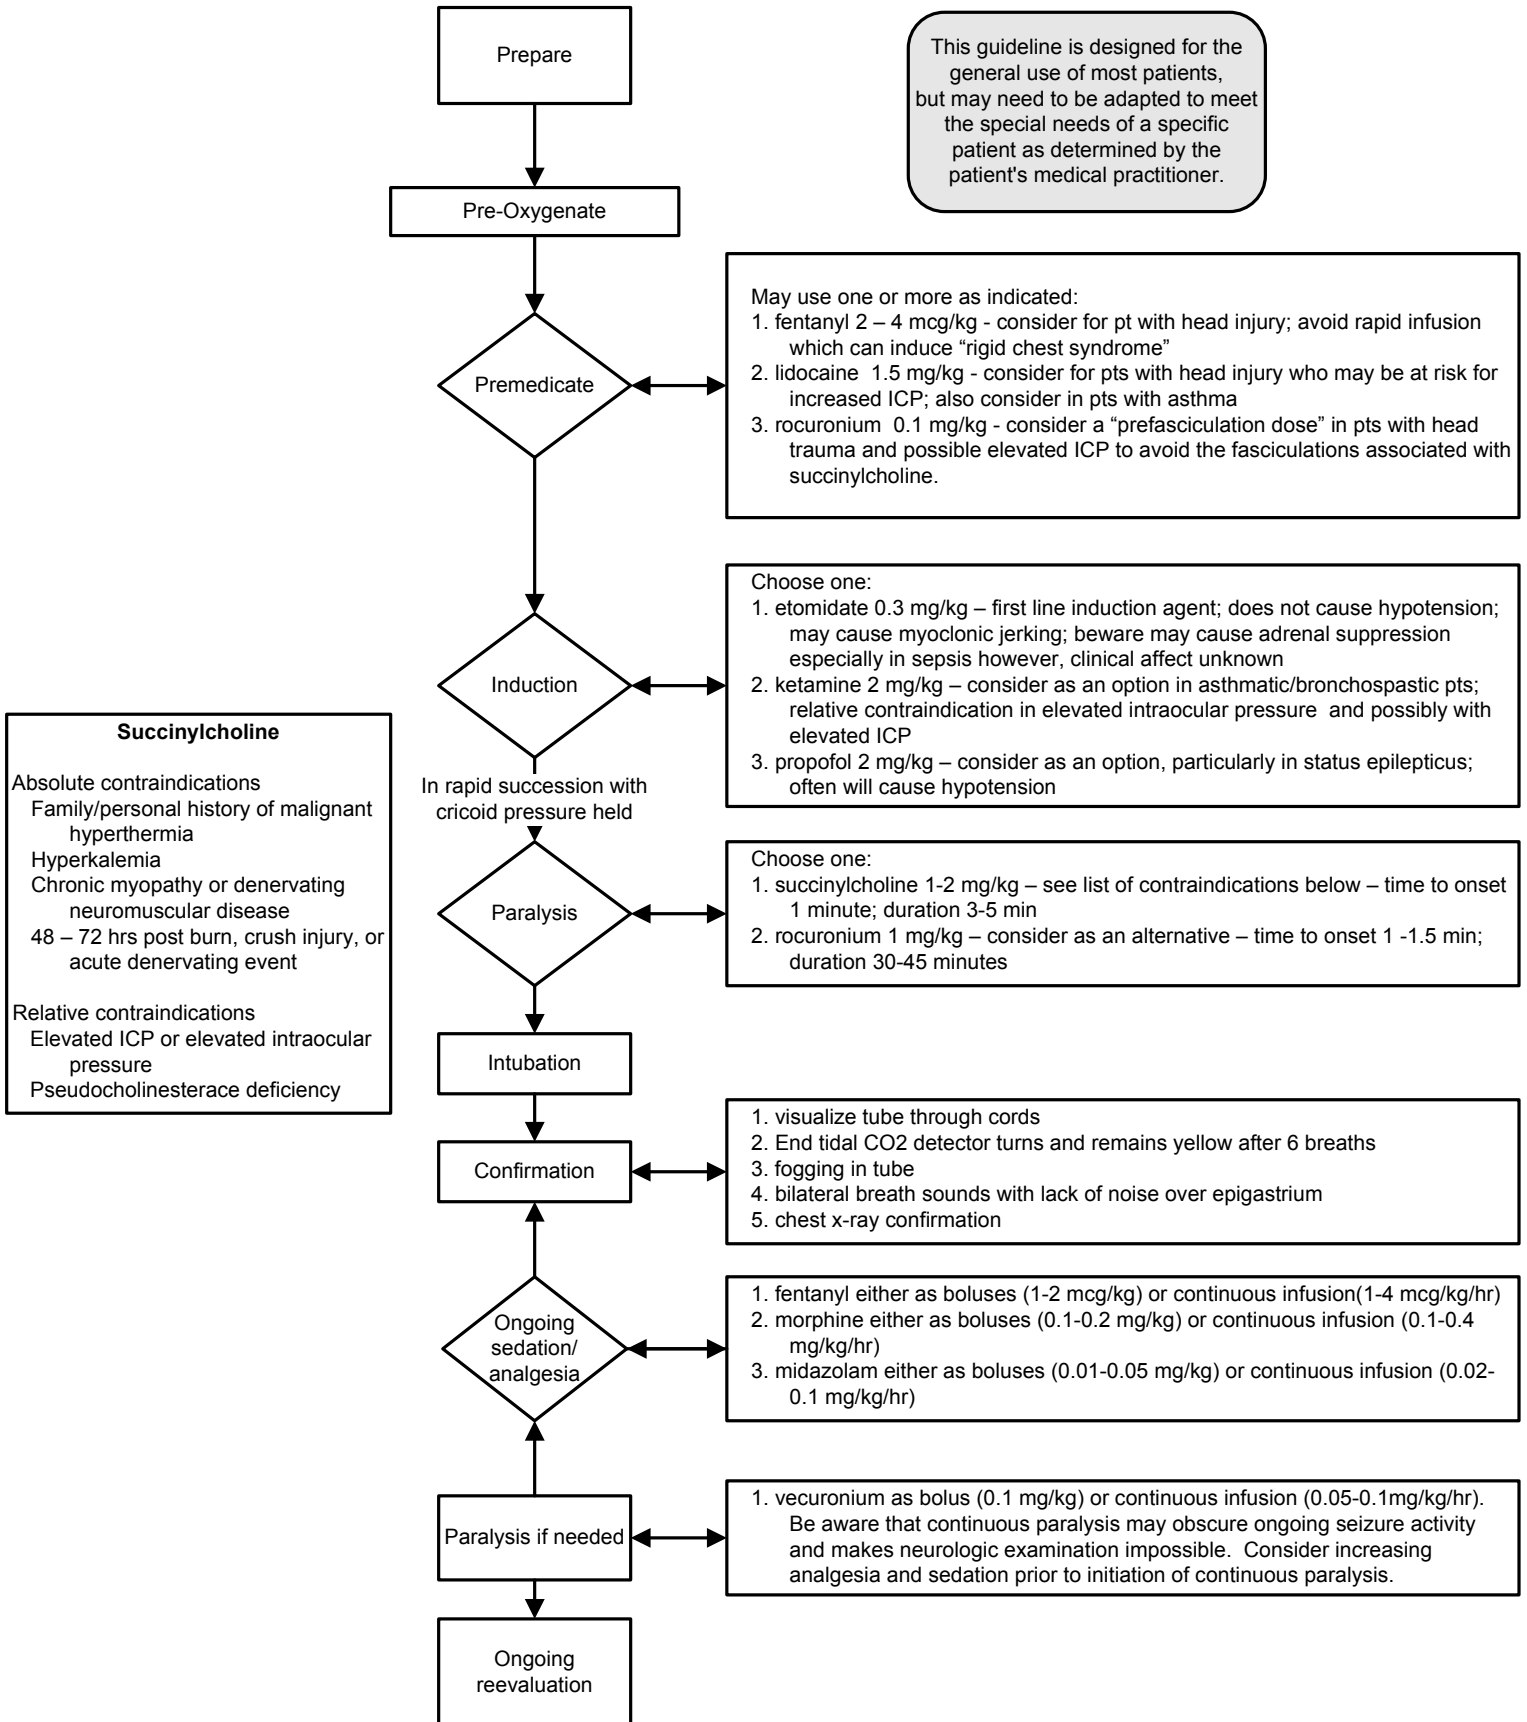 Prepare
This guideline is designed for the
general use of most patients,
but may need to be adapted to meet
the special needs of a specific
patient as determined by the
patient's medical practitioner.
Pre-Oxygenate
Premedicate
May use one or more as indicated:
1. fentanyl 2 – 4 mcg/kg - consider for pt with head injury; avoid rapid infusion
which can induce “rigid chest syndrome”
2. lidocaine  1.5 mg/kg - consider for pts with head injury who may be at risk for
increased ICP; also consider in pts with asthma
3. rocuronium  0.1 mg/kg - consider a “prefasciculation dose” in pts with head
trauma and possible elevated ICP to avoid the fasciculations associated with
succinylcholine.
Induction
Choose one:
1. etomidate 0.3 mg/kg – first line induction agent; does not cause hypotension;
may cause myoclonic jerking; beware may cause adrenal suppression
especially in sepsis however, clinical affect unknown
2. ketamine 2 mg/kg – consider as an option in asthmatic/bronchospastic pts;
relative contraindication in elevated intraocular pressure  and possibly with
elevated ICP
3. propofol 2 mg/kg – consider as an option, particularly in status epilepticus;
often will cause hypotension
In rapid succession with
cricoid pressure held
Succinylcholine
Absolute contraindications
Family/personal history of malignant
hyperthermia
Hyperkalemia
Chronic myopathy or denervating
neuromuscular disease
48 – 72 hrs post burn, crush injury, or
acute denervating event
Relative contraindications
Elevated ICP or elevated intraocular
pressure
Pseudocholinesterace deficiency
Paralysis
Choose one:
1. succinylcholine 1-2 mg/kg – see list of contraindications below – time to onset
1 minute; duration 3-5 min
2. rocuronium 1 mg/kg – consider as an alternative – time to onset 1 -1.5 min;
duration 30-45 minutes
Intubation
Confirmation
1. visualize tube through cords
2. End tidal CO2 detector turns and remains yellow after 6 breaths
3. fogging in tube
4. bilateral breath sounds with lack of noise over epigastrium
5. chest x-ray confirmation
Ongoing
sedation/
analgesia
1. fentanyl either as boluses (1-2 mcg/kg) or continuous infusion(1-4 mcg/kg/hr)
2. morphine either as boluses (0.1-0.2 mg/kg) or continuous infusion (0.1-0.4
mg/kg/hr)
3. midazolam either as boluses (0.01-0.05 mg/kg) or continuous infusion (0.02-
0.1 mg/kg/hr)
Paralysis if needed
1. vecuronium as bolus (0.1 mg/kg) or continuous infusion (0.05-0.1mg/kg/hr).
Be aware that continuous paralysis may obscure ongoing seizure activity
and makes neurologic examination impossible.  Consider increasing
analgesia and sedation prior to initiation of continuous paralysis.
Ongoing
reevaluation